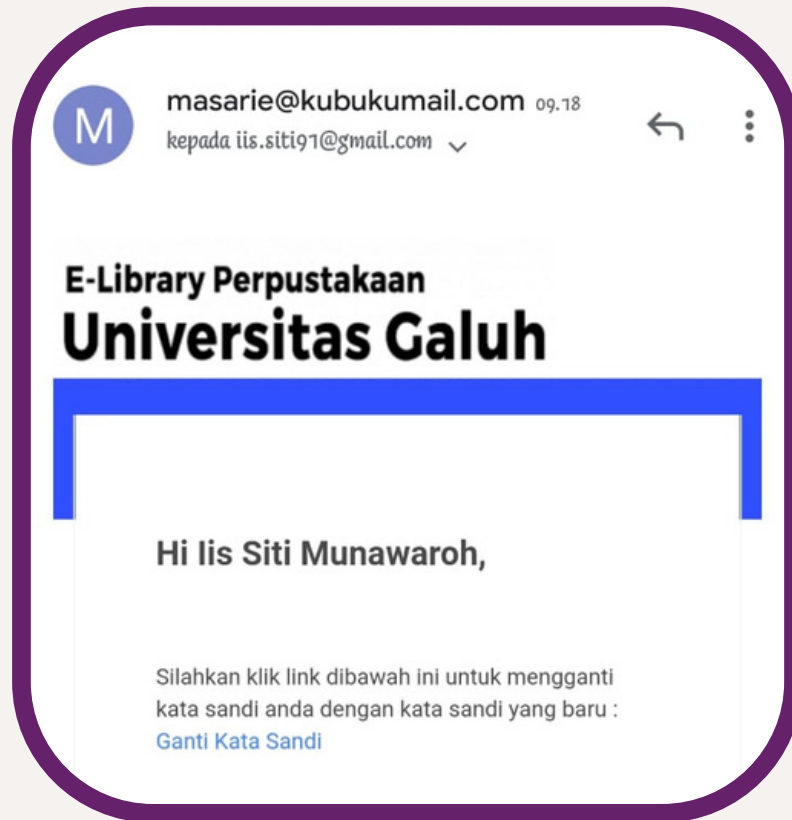 M
masarie@kubukumail.com 09.18
kepada iis.siti91@gmail.com
E-Library Perpustakaan
Universitas Galuh
Hi Iis Siti Munawaroh,
Silahkan klik link dibawah ini untuk mengganti
kata sandi anda dengan kata sandi yang baru :
Ganti Kata Sandi